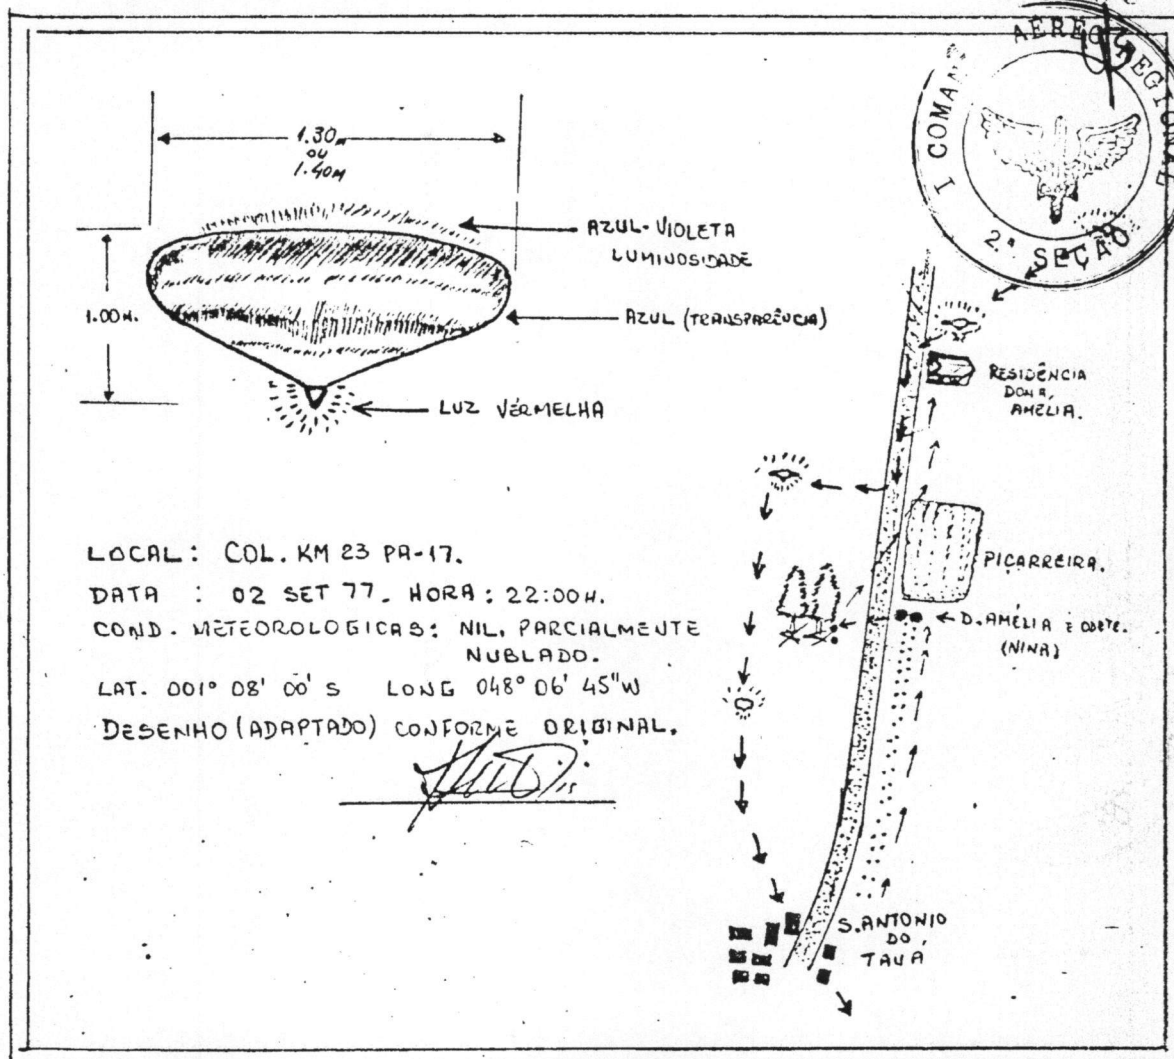 I COMANDO AÉREO REGIONAL
2ª SEÇÃO
1.30m
OU
1.40M
AZUL-VIOLETA
LUMINOSIDADE
1.00M.
AZUL (TRANSPARÊNCIA)
LUZ VERMELHA
RESIDÊNCIA
DONA,
AMELIA.
PIÇARREIRA.
D. AMÉLIA E ODETE.
(NINA)
S. ANTONIO
DO
TAUÁ
LOCAL: COL. KM 23 PA-17.
DATA : 02 SET 77. HORA: 22:00H.
COND. METEOROLOGICAS: NIL. PARCIALMENTE
NUBLADO.
LAT. 001° 08' 00' S LONG 048° 06' 45"W
DESENHO (ADAPTADO) CONFORME ORIGINAL.